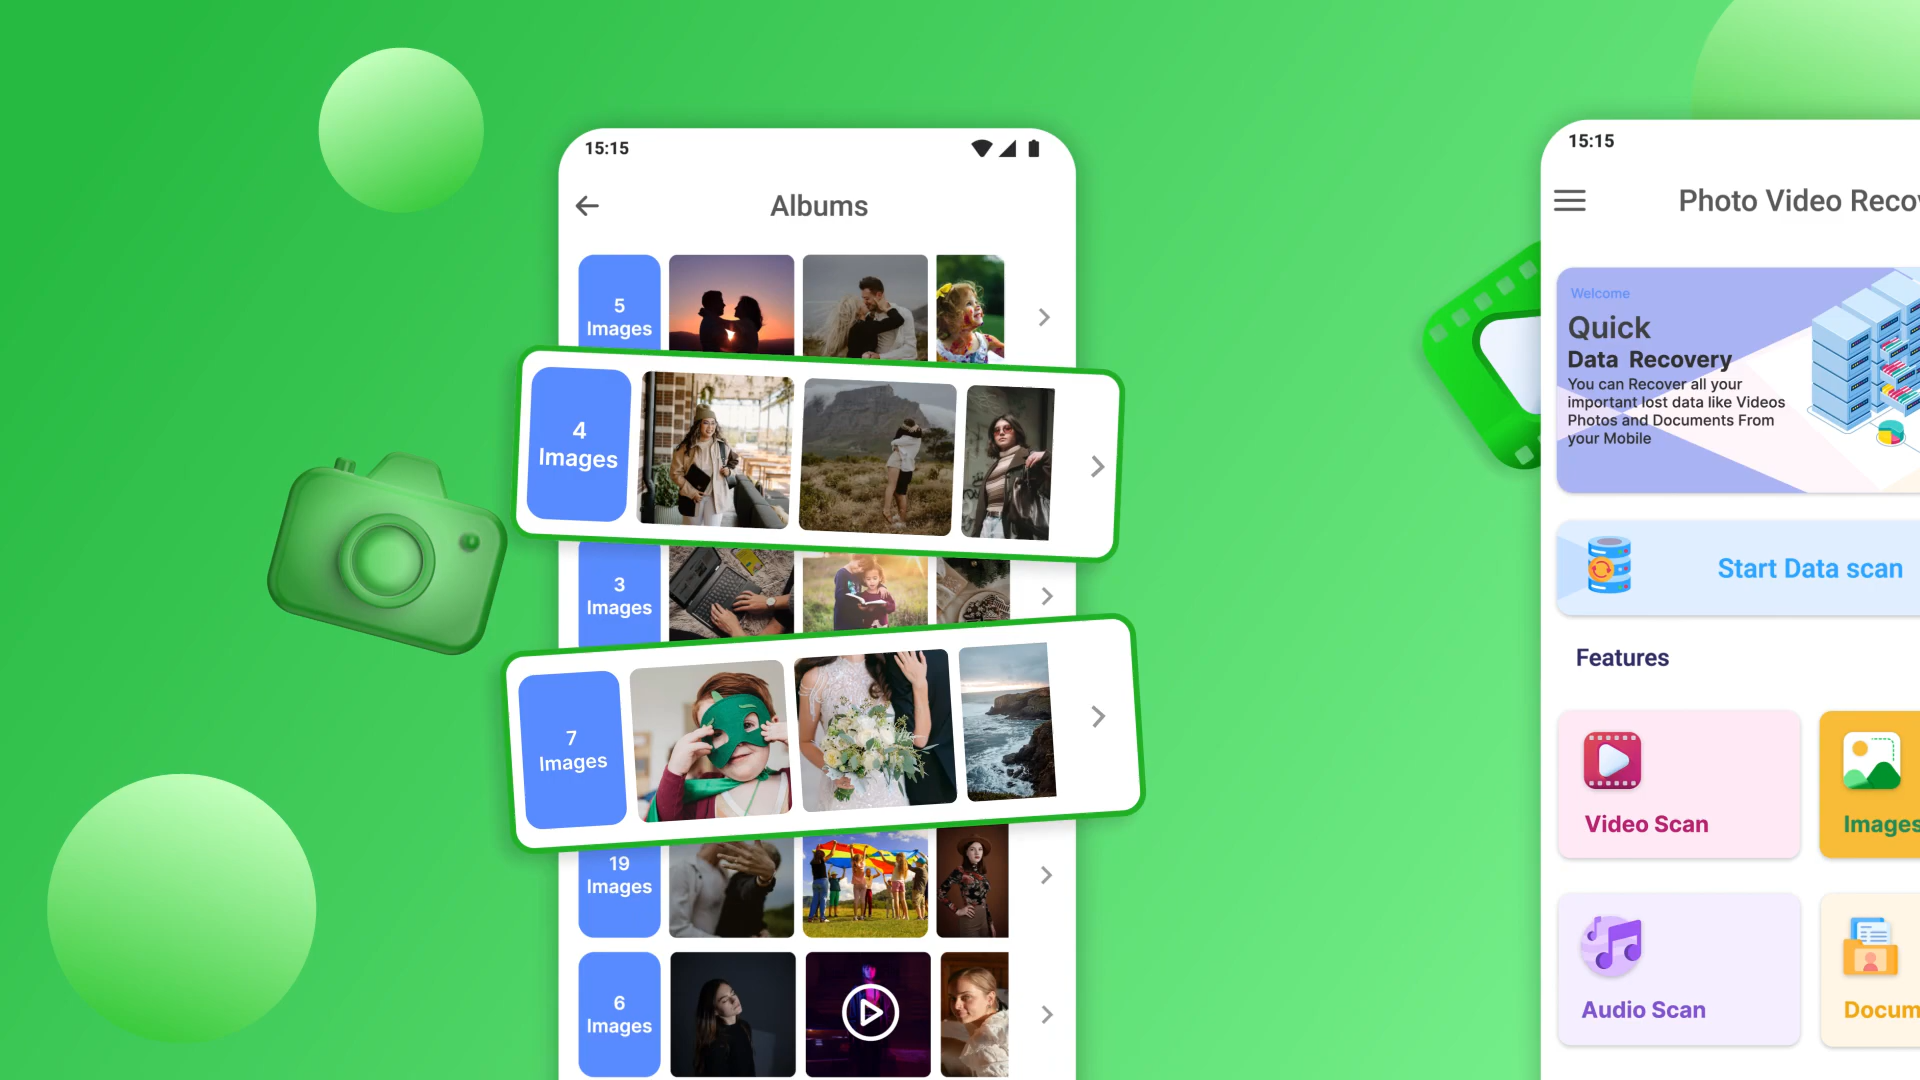 15:15
Albums
5
Images
4
Images
3
Images
7
Images
19
Images
6
Images
15:15
Photo Video Recov
Welcome
Quick
Data Recovery
You can Recover all your
important lost data like Videos
Photos and Documents From
your Mobile
Start Data scan
Features
Video Scan
Images
Audio Scan
Docum